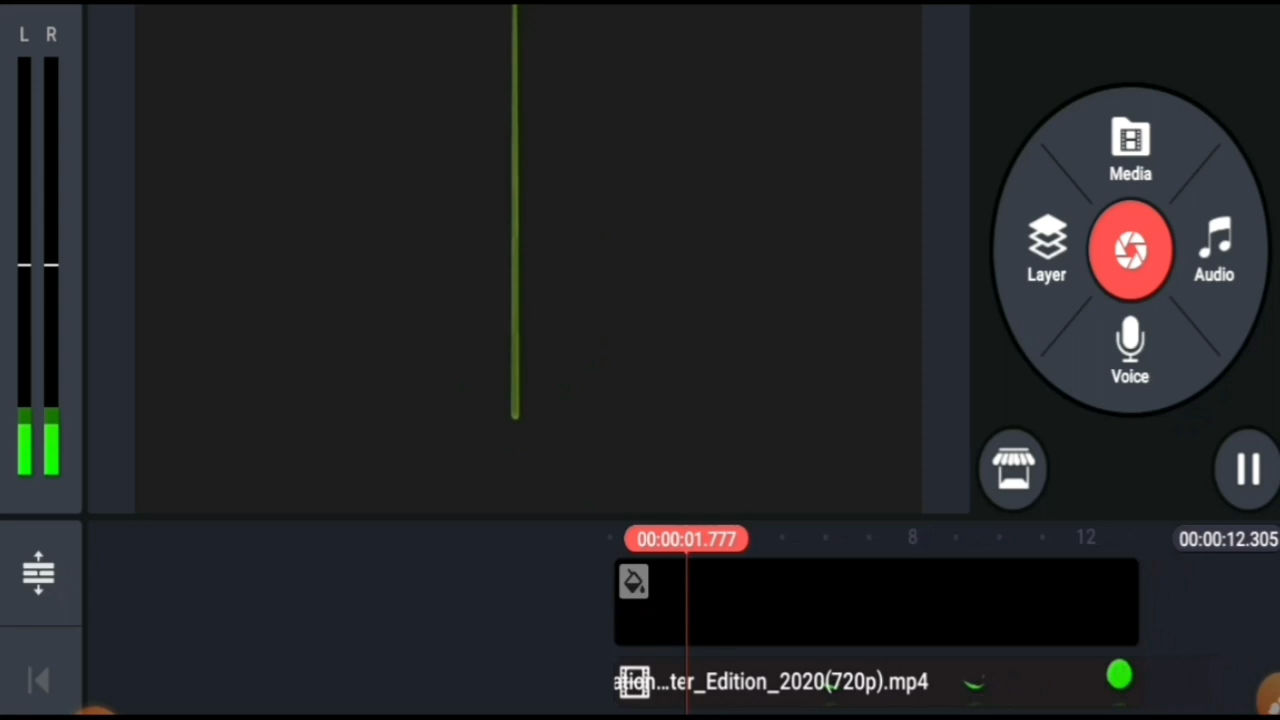 L R
Media
Layer
Audio
Voice
00:00:01.777
8
12
00:00:12.305
ation...ter_Edition_2020(720p).mp4